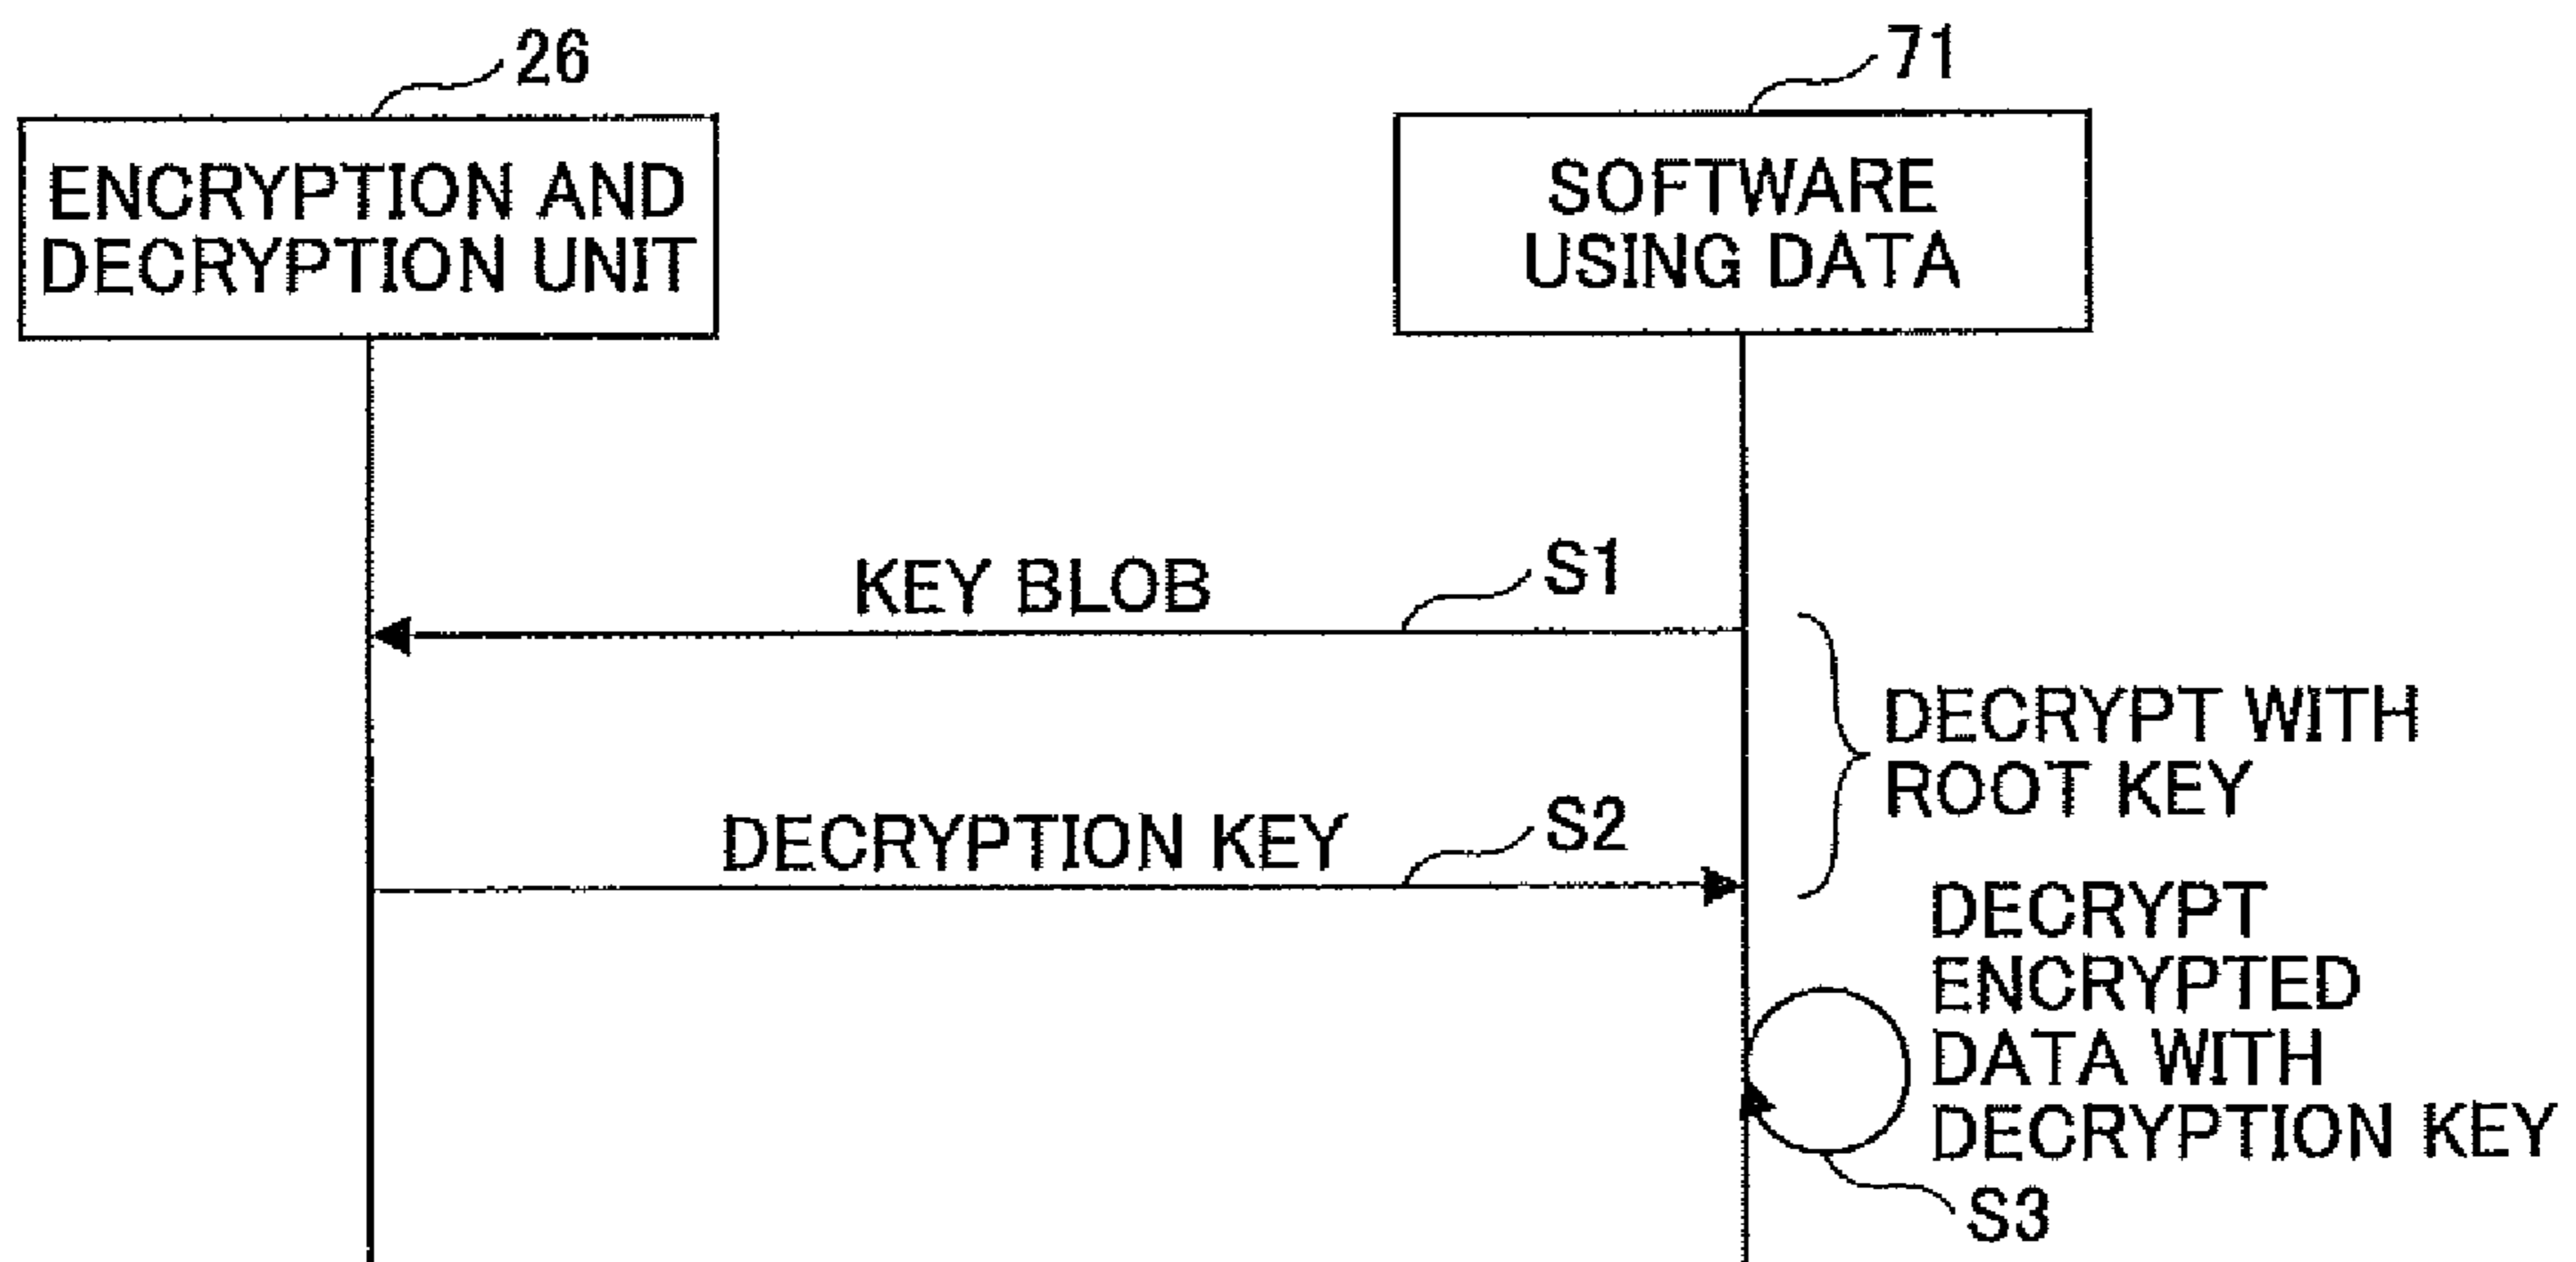 26
71
ENCRYPTION AND
DECRYPTION UNIT
SOFTWARE
USING DATA
KEY BLOB
S1
DECRYPT WITH
ROOT KEY
DECRYPTION KEY
S2
DECRYPT
ENCRYPTED
DATA WITH
DECRYPTION KEY
S3